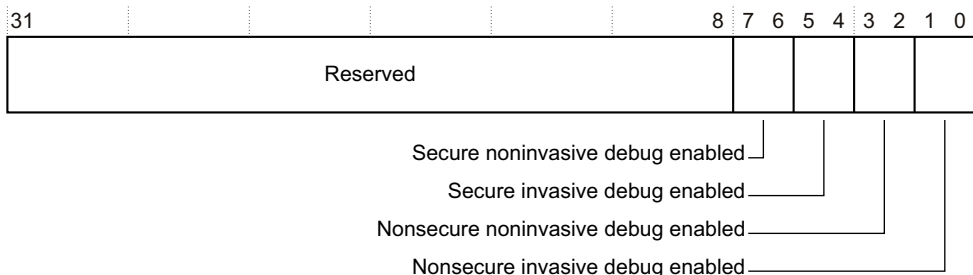 31 8 7 6 5 4 3 2 1 0
Reserved
Secure noninvasive debug enabled
Secure invasive debug enabled
Nonsecure noninvasive debug enabled
Nonsecure invasive debug enabled